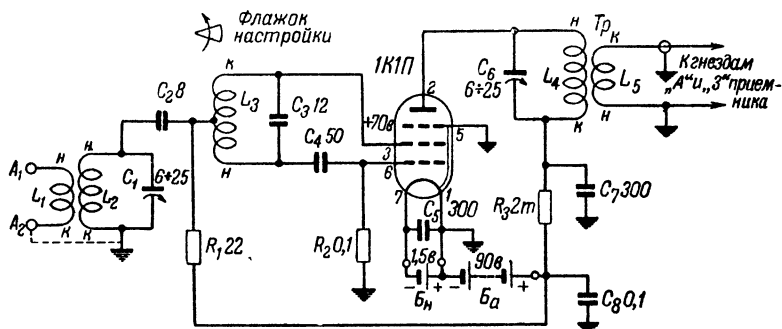 Флажок
настройки
C₂ 8
L₃
к
н
C₃ 12
C₄ 50
1К1П
+70в
2
5
3
6
7
1
C₆
6÷25
н
L₄
к
Тр
к
L₅
н
К гнездам
„А“ и „З“ прием-
ника
A₁
A₂
н
L₁
к
н
L₂
к
C₁
6÷25
R₁ 22
R₂ 0,1
C₅
300
1,5в
- +
Бн
90в
- +
Ба
R₃ 2т
C₇ 300
C₈ 0,1